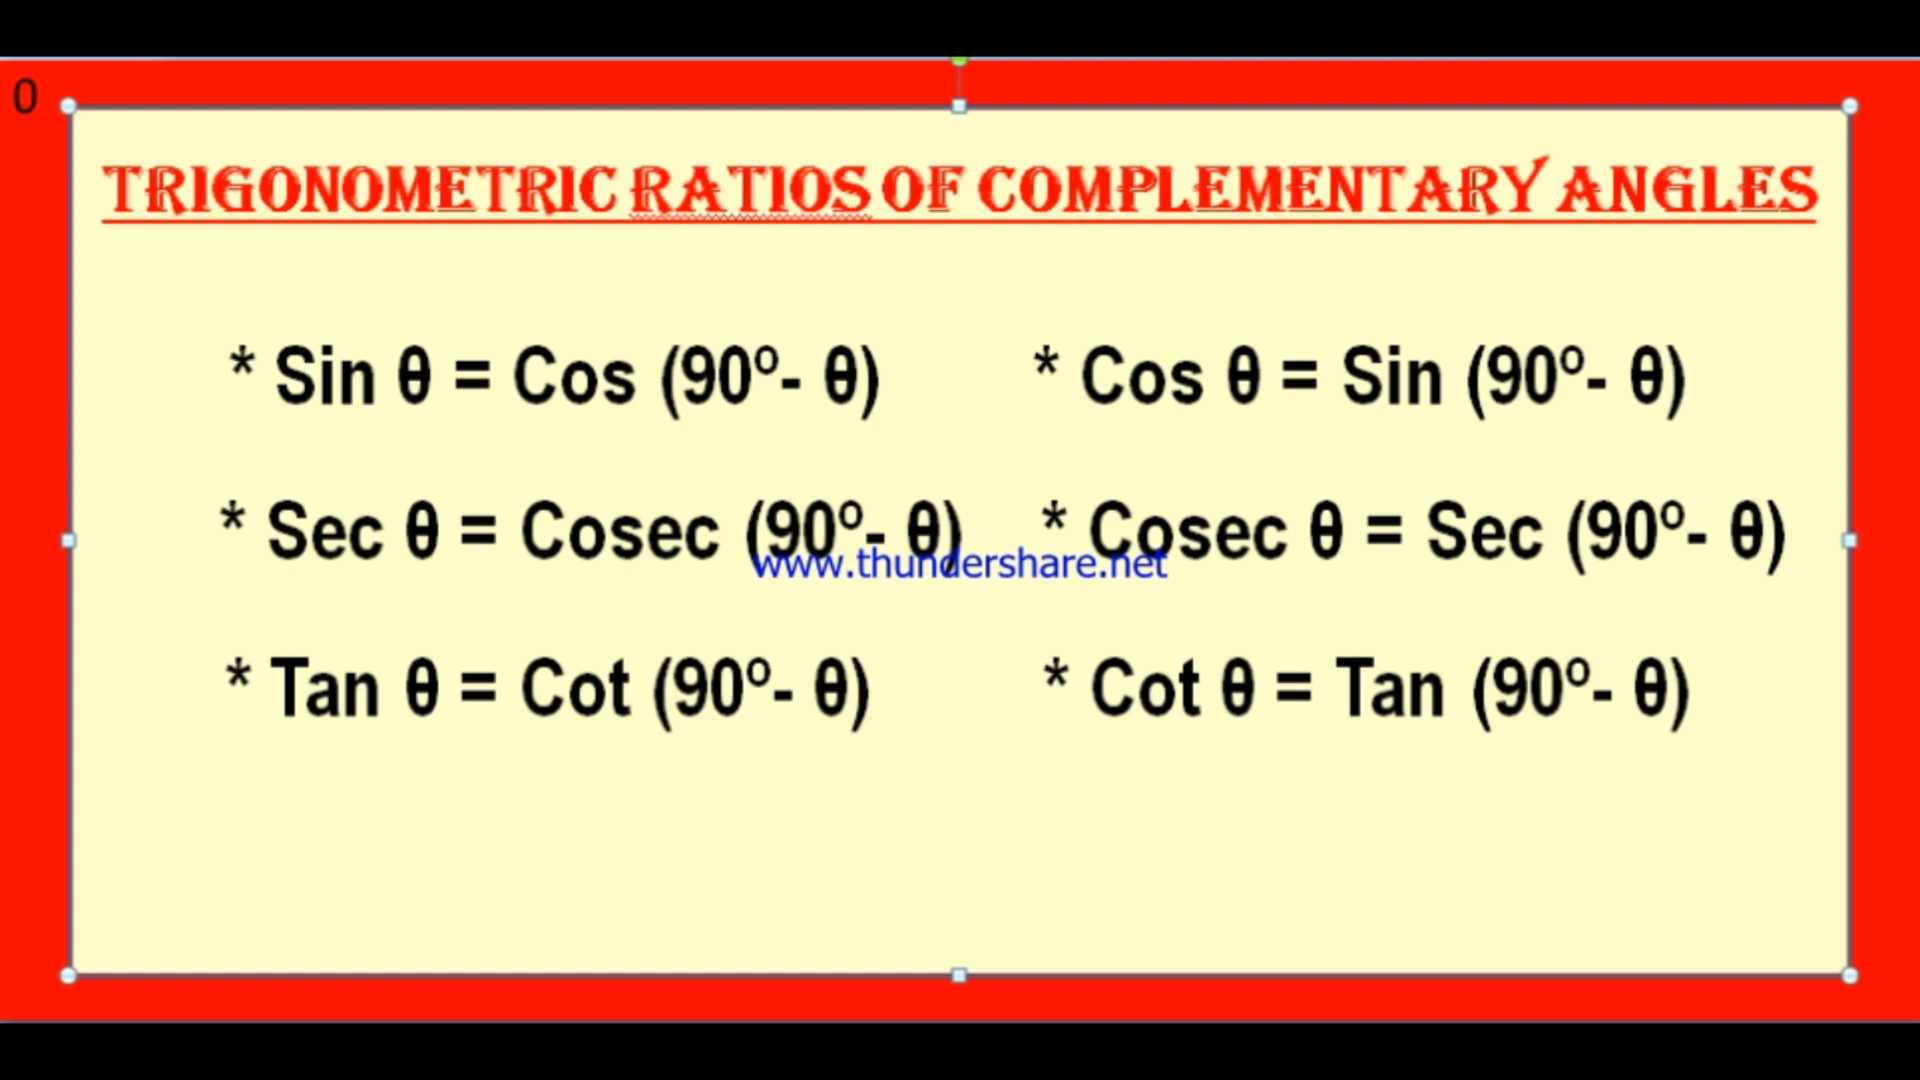 0
TRIGONOMETRIC RATIOS OF COMPLEMENTARY ANGLES
* Sin θ = Cos (90º- θ) * Cos θ = Sin (90º- θ)
* Sec θ = Cosec (90º- θ) * Cosec θ = Sec (90º- θ)
www.thundershare.net
* Tan θ = Cot (90º- θ) * Cot θ = Tan (90º- θ)